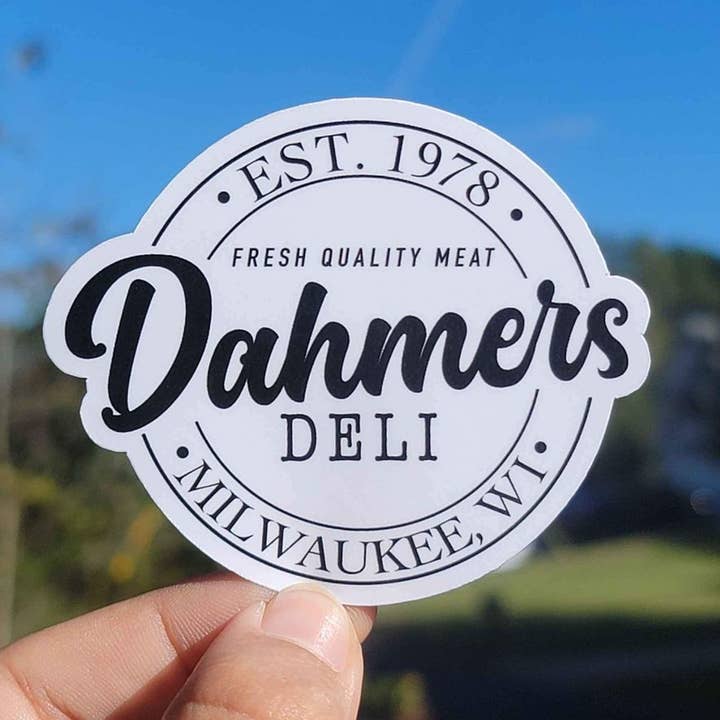 EST. 1978
FRESH QUALITY MEAT
Dahmers
DELI
MILWAUKEE, WI